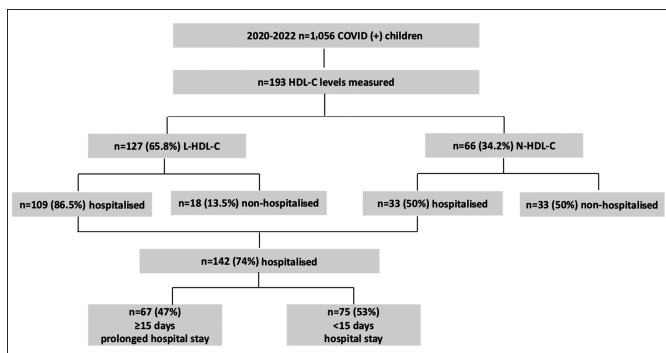 2020-2022 n=1,056 COVID (+) children
n=193 HDL-C levels measured
n=127 (65.8%) L-HDL-C
n=66 (34.2%) N-HDL-C
n=109 (86.5%) hospitalised
n=18 (13.5%) non-hospitalised
n=33 (50%) hospitalised
n=33 (50%) non-hospitalised
n=142 (74%) hospitalised
n=67 (47%)
≥15 days
prolonged hospital stay
n=75 (53%)
<15 days
hospital stay